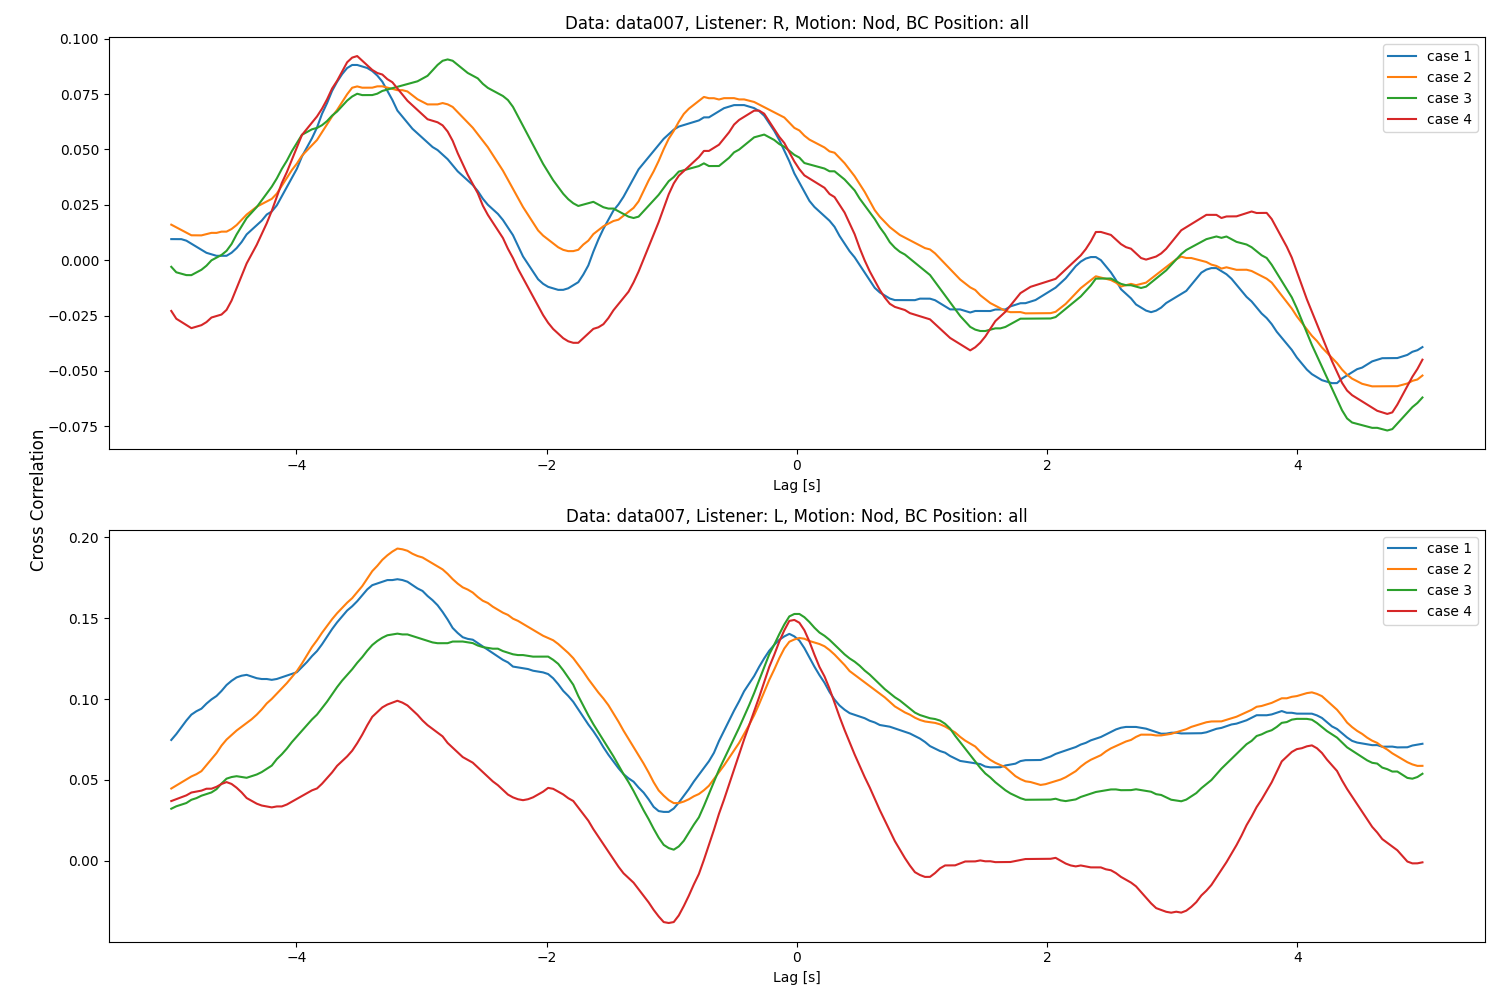 Data: data007, Listener: R, Motion: Nod, BC Position: all
0.100
0.075
0.050
0.025
0.000
−0.025
−0.050
−0.075
case 1
case 2
case 3
case 4
−4 −2 0 2 4
Lag [s]
Cross Correlation
Data: data007, Listener: L, Motion: Nod, BC Position: all
0.20
0.15
0.10
0.05
0.00
case 1
case 2
case 3
case 4
−4 −2 0 2 4
Lag [s]